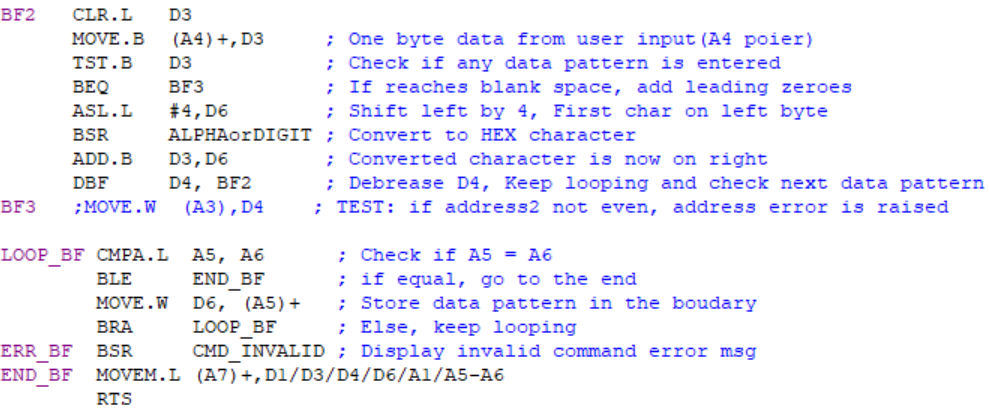 BF2   CLR.L   D3
      MOVE.B  (A4)+,D3     ; One byte data from user input(A4 poier)
      TST.B   D3           ; Check if any data pattern is entered
      BEQ     BF3          ; If reaches blank space, add leading zeroes
      ASL.L   #4,D6        ; Shift left by 4, First char on left byte
      BSR     ALPHAorDIGIT ; Convert to HEX character
      ADD.B   D3,D6        ; Converted character is now on right
      DBF     D4, BF2      ; Debrease D4, Keep looping and check next data pattern
BF3   ;MOVE.W  (A3),D4    ; TEST: if address2 not even, address error is raised
LOOP_BF CMPA.L  A5, A6      ; Check if A5 = A6
        BLE     END_BF      ; if equal, go to the end
        MOVE.W  D6, (A5)+   ; Store data pattern in the boudary
        BRA     LOOP_BF     ; Else, keep looping
ERR_BF  BSR     CMD_INVALID ; Display invalid command error msg
END_BF  MOVEM.L (A7)+,D1/D3/D4/D6/A1/A5-A6
        RTS